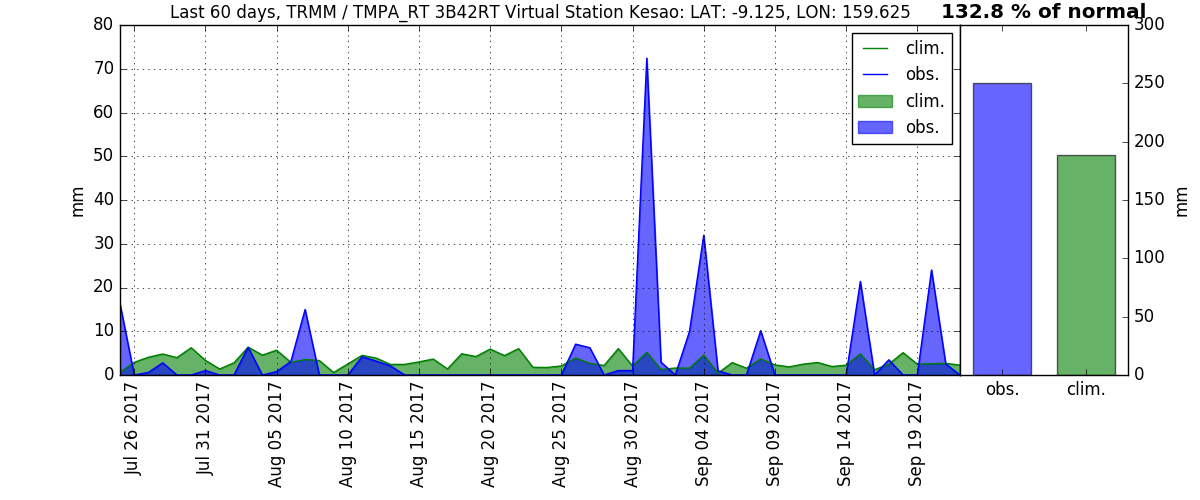 Last 60 days, TRMM / TMPA_RT 3B42RT Virtual Station Kesao: LAT: -9.125, LON: 159.625
132.8 % of normal
80
70
60
50
40
30
20
10
0
mm
clim.
obs.
clim.
obs.
300
250
200
150
100
50
0
mm
obs.
clim.
Jul 26 2017
Jul 31 2017
Aug 05 2017
Aug 10 2017
Aug 15 2017
Aug 20 2017
Aug 25 2017
Aug 30 2017
Sep 04 2017
Sep 09 2017
Sep 14 2017
Sep 19 2017